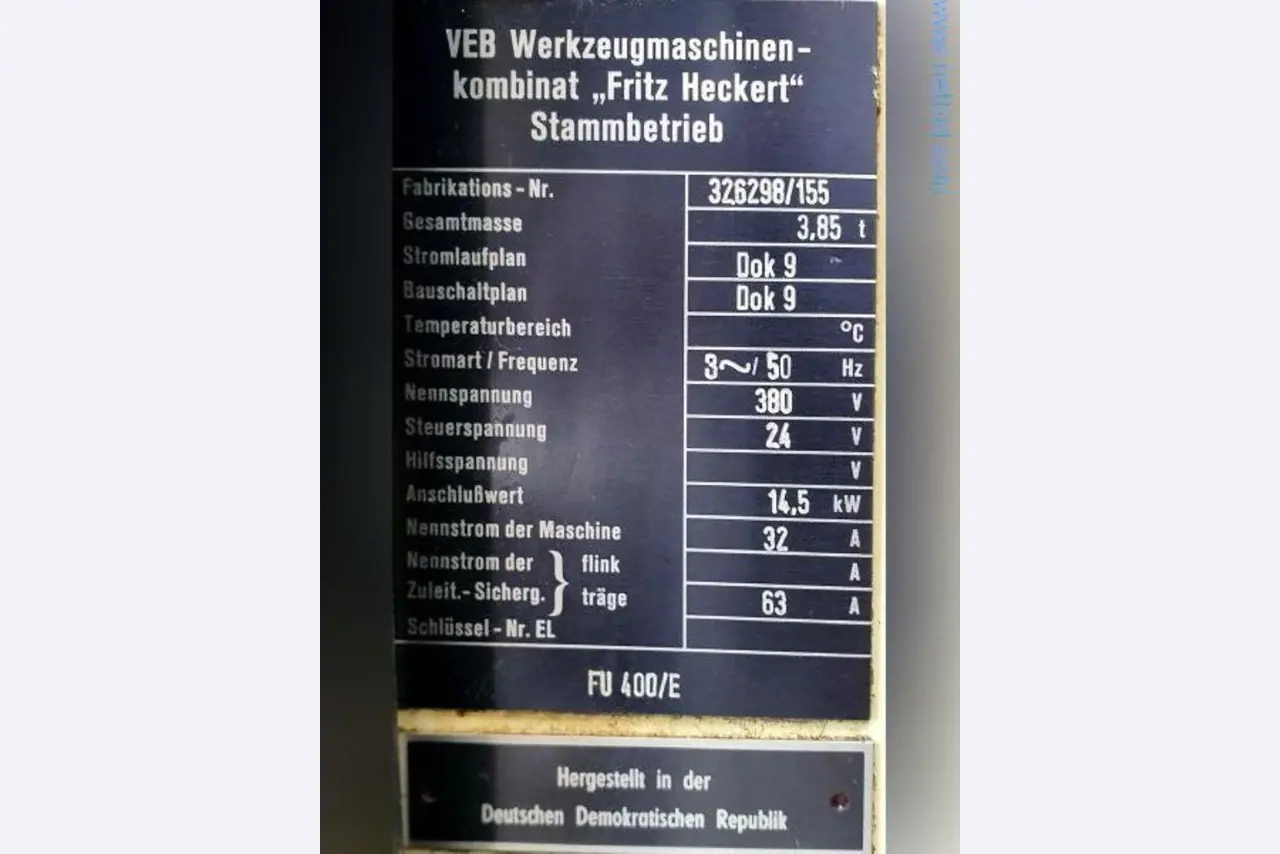 VEB Werkzeugmaschinen-
kombinat „Fritz Heckert“
Stammbetrieb
Fabrikations - Nr. 326298/155
Gesamtmasse 3,85 t
Stromlaufplan Dok 9
Bauschaltplan Dok 9
Temperaturbereich °C
Stromart / Frequenz 3~/ 50 Hz
Nennspannung 380 V
Steuerspannung 24 V
Hilfsspannung V
Anschlußwert 14,5 kW
Nennstrom der Maschine 32 A
Nennstrom der } flink A
Zuleit.- Sicherg. } träge 63 A
Schlüssel - Nr. EL
FU 400/E
Hergestellt in der
Deutschen Demokratischen Republik